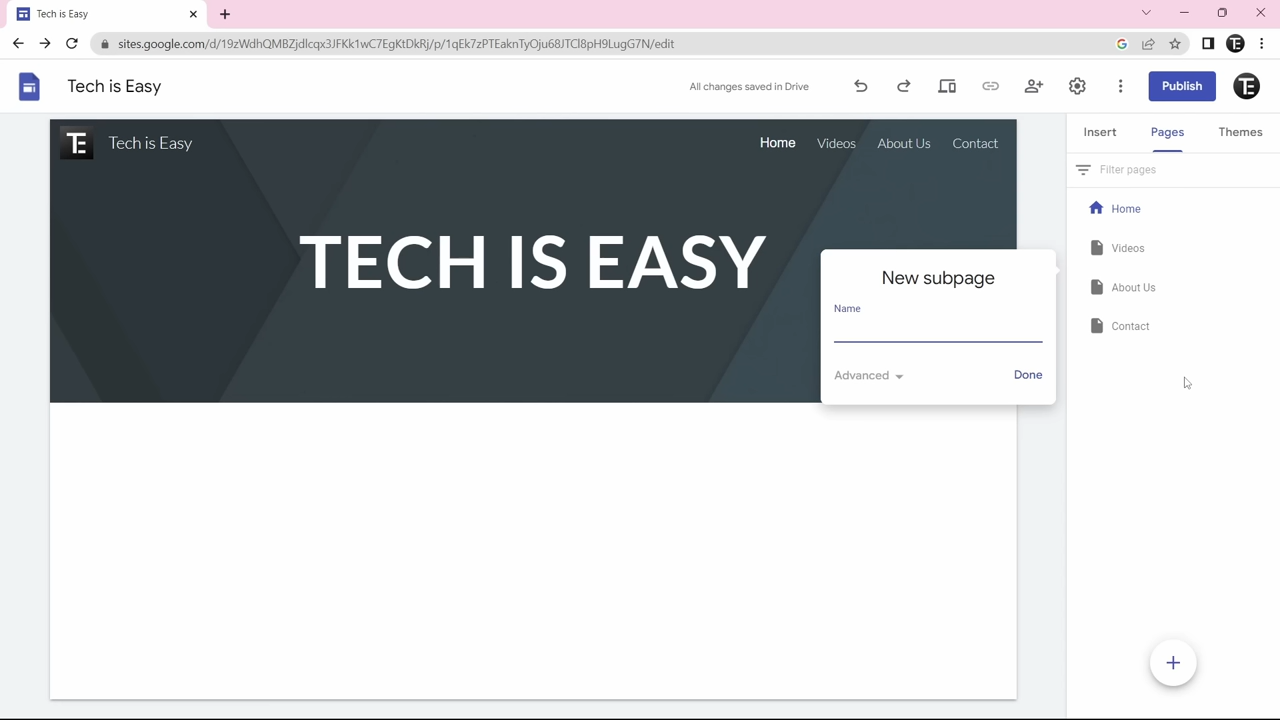 Tech is Easy
sites.google.com/d/19zWdhQMBZjdlcqx3JFKk1wC7EgKtDkRj/p/1qEk7zPTEaknTyOju68JTCl8pH9LugG7N/edit
Tech is Easy
All changes saved in Drive
Publish
TE
TE
Tech is Easy
Home
Videos
About Us
Contact
TECH IS EASY
New subpage
Name
Advanced
Done
Insert
Pages
Themes
Filter pages
Home
Videos
About Us
Contact